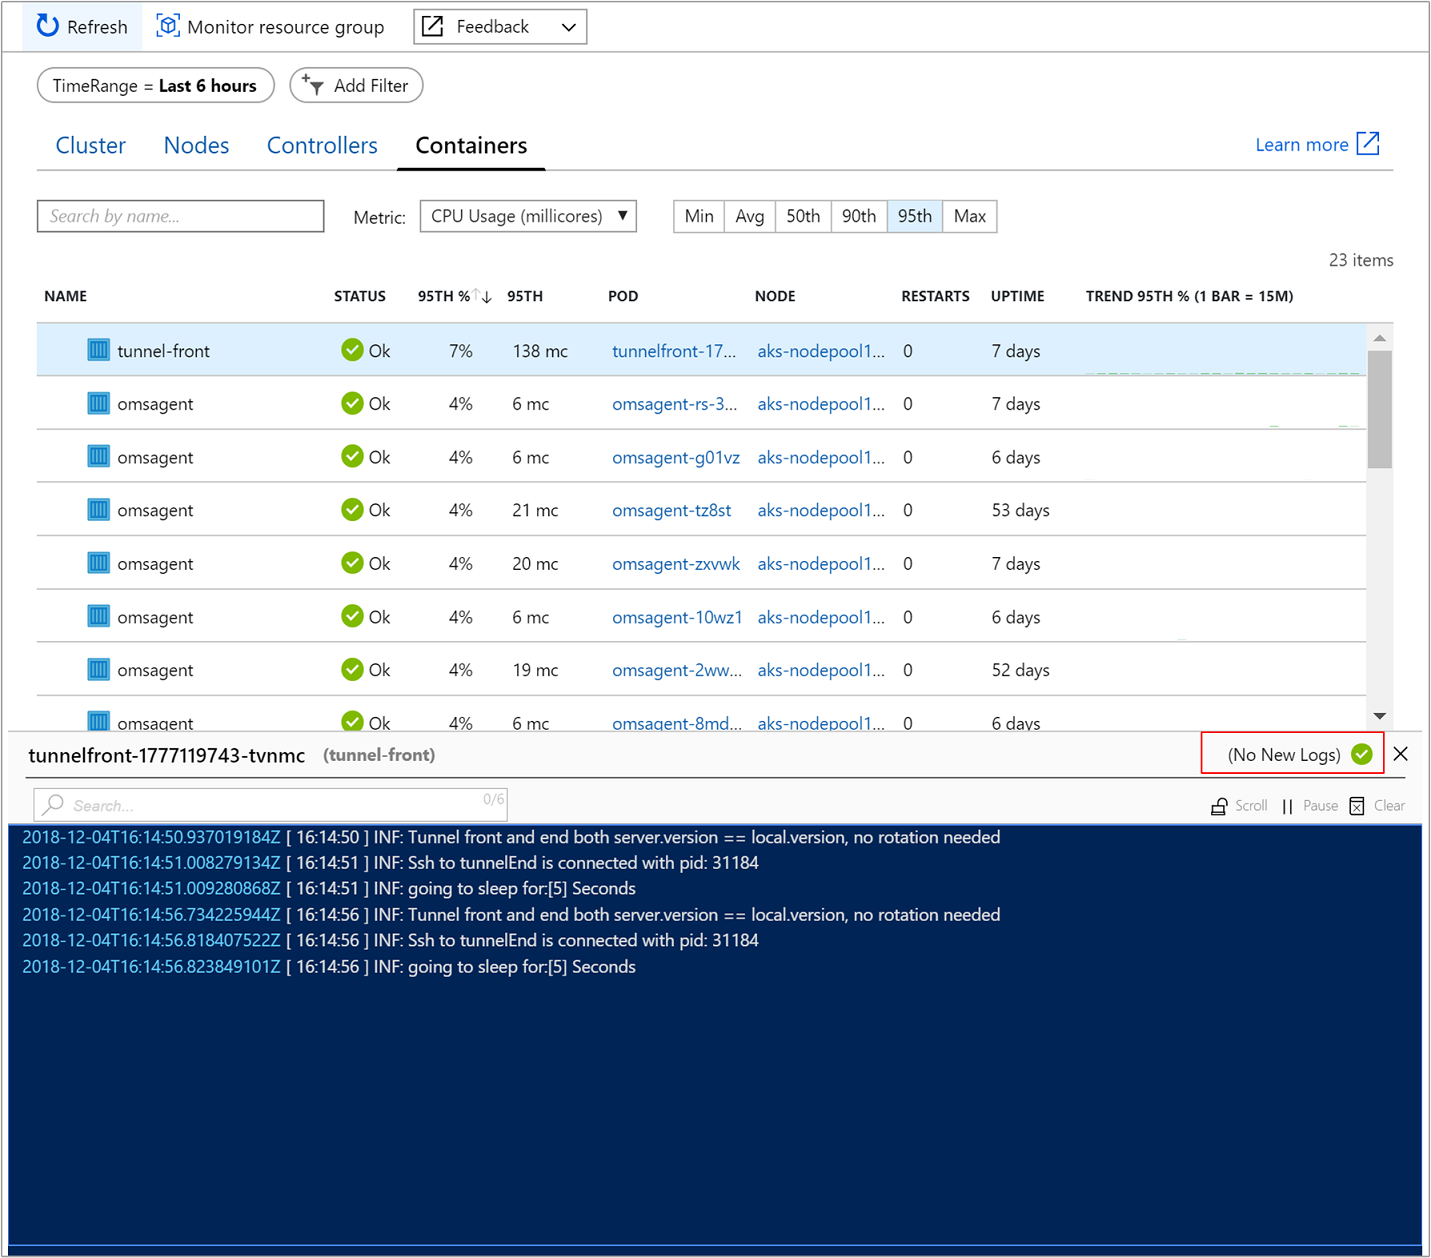 Refresh Monitor resource group Feedback
TimeRange = Last 6 hours Add Filter
Cluster Nodes Controllers Containers Learn more
Search by name... Metric: CPU Usage (millicores) Min Avg 50th 90th 95th Max
23 items
NAME STATUS 95TH % 95TH POD NODE RESTARTS UPTIME TREND 95TH % (1 BAR = 15M)
tunnel-front Ok 7% 138 mc tunnelfront-17... aks-nodepool1... 0 7 days
omsagent Ok 4% 6 mc omsagent-rs-3... aks-nodepool1... 0 7 days
omsagent Ok 4% 6 mc omsagent-g01vz aks-nodepool1... 0 6 days
omsagent Ok 4% 21 mc omsagent-tz8st aks-nodepool1... 0 53 days
omsagent Ok 4% 20 mc omsagent-zxvwk aks-nodepool1... 0 7 days
omsagent Ok 4% 6 mc omsagent-10wz1 aks-nodepool1... 0 6 days
omsagent Ok 4% 19 mc omsagent-2ww... aks-nodepool1... 0 52 days
omsagent Ok 4% 6 mc omsagent-8md... aks-nodepool1... 0 6 days
tunnelfront-1777119743-tvnmc (tunnel-front) (No New Logs)
Search... 0/6 Scroll Pause Clear
2018-12-04T16:14:50.937019184Z [ 16:14:50 ] INF: Tunnel front and end both server.version == local.version, no rotation needed
2018-12-04T16:14:51.008279134Z [ 16:14:51 ] INF: Ssh to tunnelEnd is connected with pid: 31184
2018-12-04T16:14:51.009280868Z [ 16:14:51 ] INF: going to sleep for:[5] Seconds
2018-12-04T16:14:56.734225944Z [ 16:14:56 ] INF: Tunnel front and end both server.version == local.version, no rotation needed
2018-12-04T16:14:56.818407522Z [ 16:14:56 ] INF: Ssh to tunnelEnd is connected with pid: 31184
2018-12-04T16:14:56.823849101Z [ 16:14:56 ] INF: going to sleep for:[5] Seconds